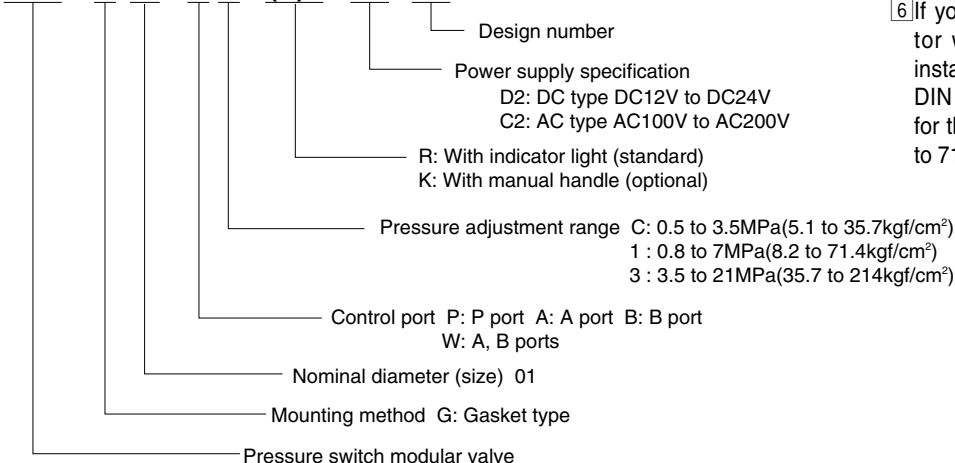 Design number
Power supply specification
D2: DC type DC12V to DC24V
C2: AC type AC100V to AC200V
R: With indicator light (standard)
K: With manual handle (optional)
Pressure adjustment range C: 0.5 to 3.5MPa(5.1 to 35.7kgf/cm²)
1 : 0.8 to 7MPa(8.2 to 71.4kgf/cm²)
3 : 3.5 to 21MPa(35.7 to 214kgf/cm²)
Control port P: P port A: A port B: B port
W: A, B ports
Nominal diameter (size) 01
Mounting method G: Gasket type
Pressure switch modular valve
6 If yo
tor w
insta
DIN
for th
to 71